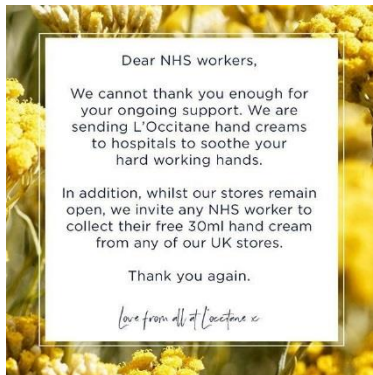 Dear NHS workers,
We cannot thank you enough for
your ongoing support. We are
sending L'Occitane hand creams
to hospitals to soothe your
hard working hands.
In addition, whilst our stores remain
open, we invite any NHS worker to
collect their free 30ml hand cream
from any of our UK stores.
Thank you again.
Love from all at L'occitane x